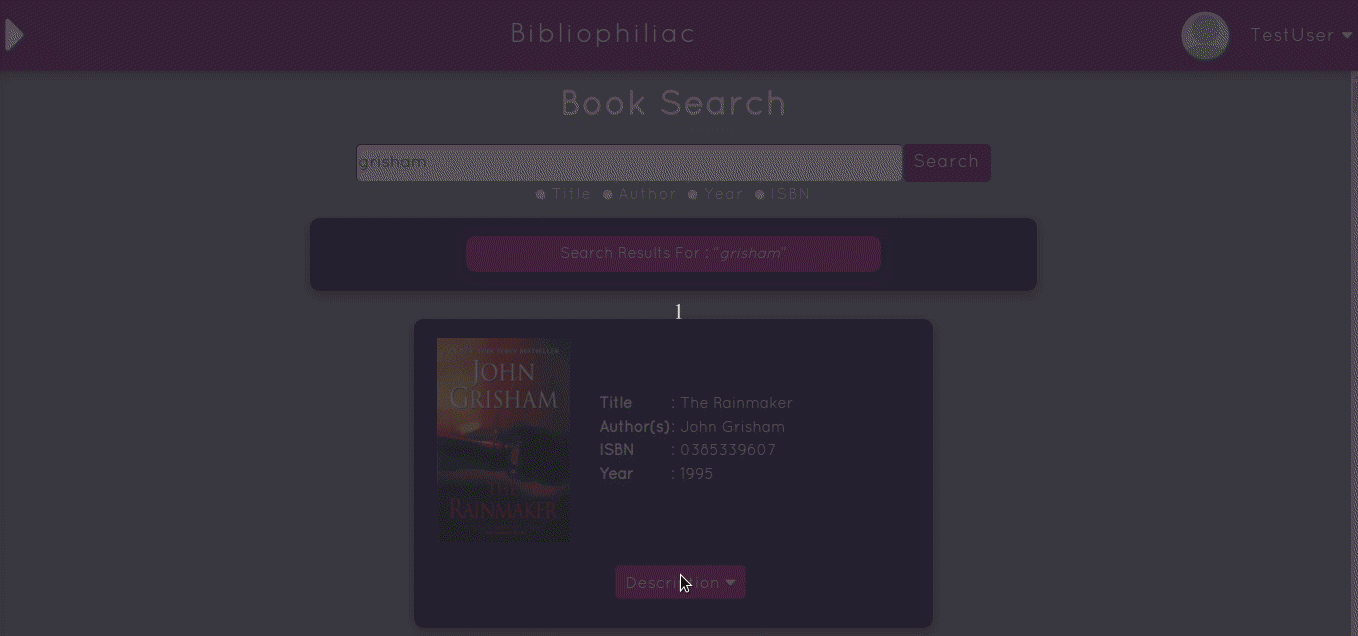 Bibliophiliac
TestUser
Book Search
grisham
Search
Title Author Year ISBN
Search Results For : "grisham"
1
JOHN
GRISHAM
THE
RAINMAKER
Title : The Rainmaker
Author(s) : John Grisham
ISBN : 0385339607
Year : 1995
Description